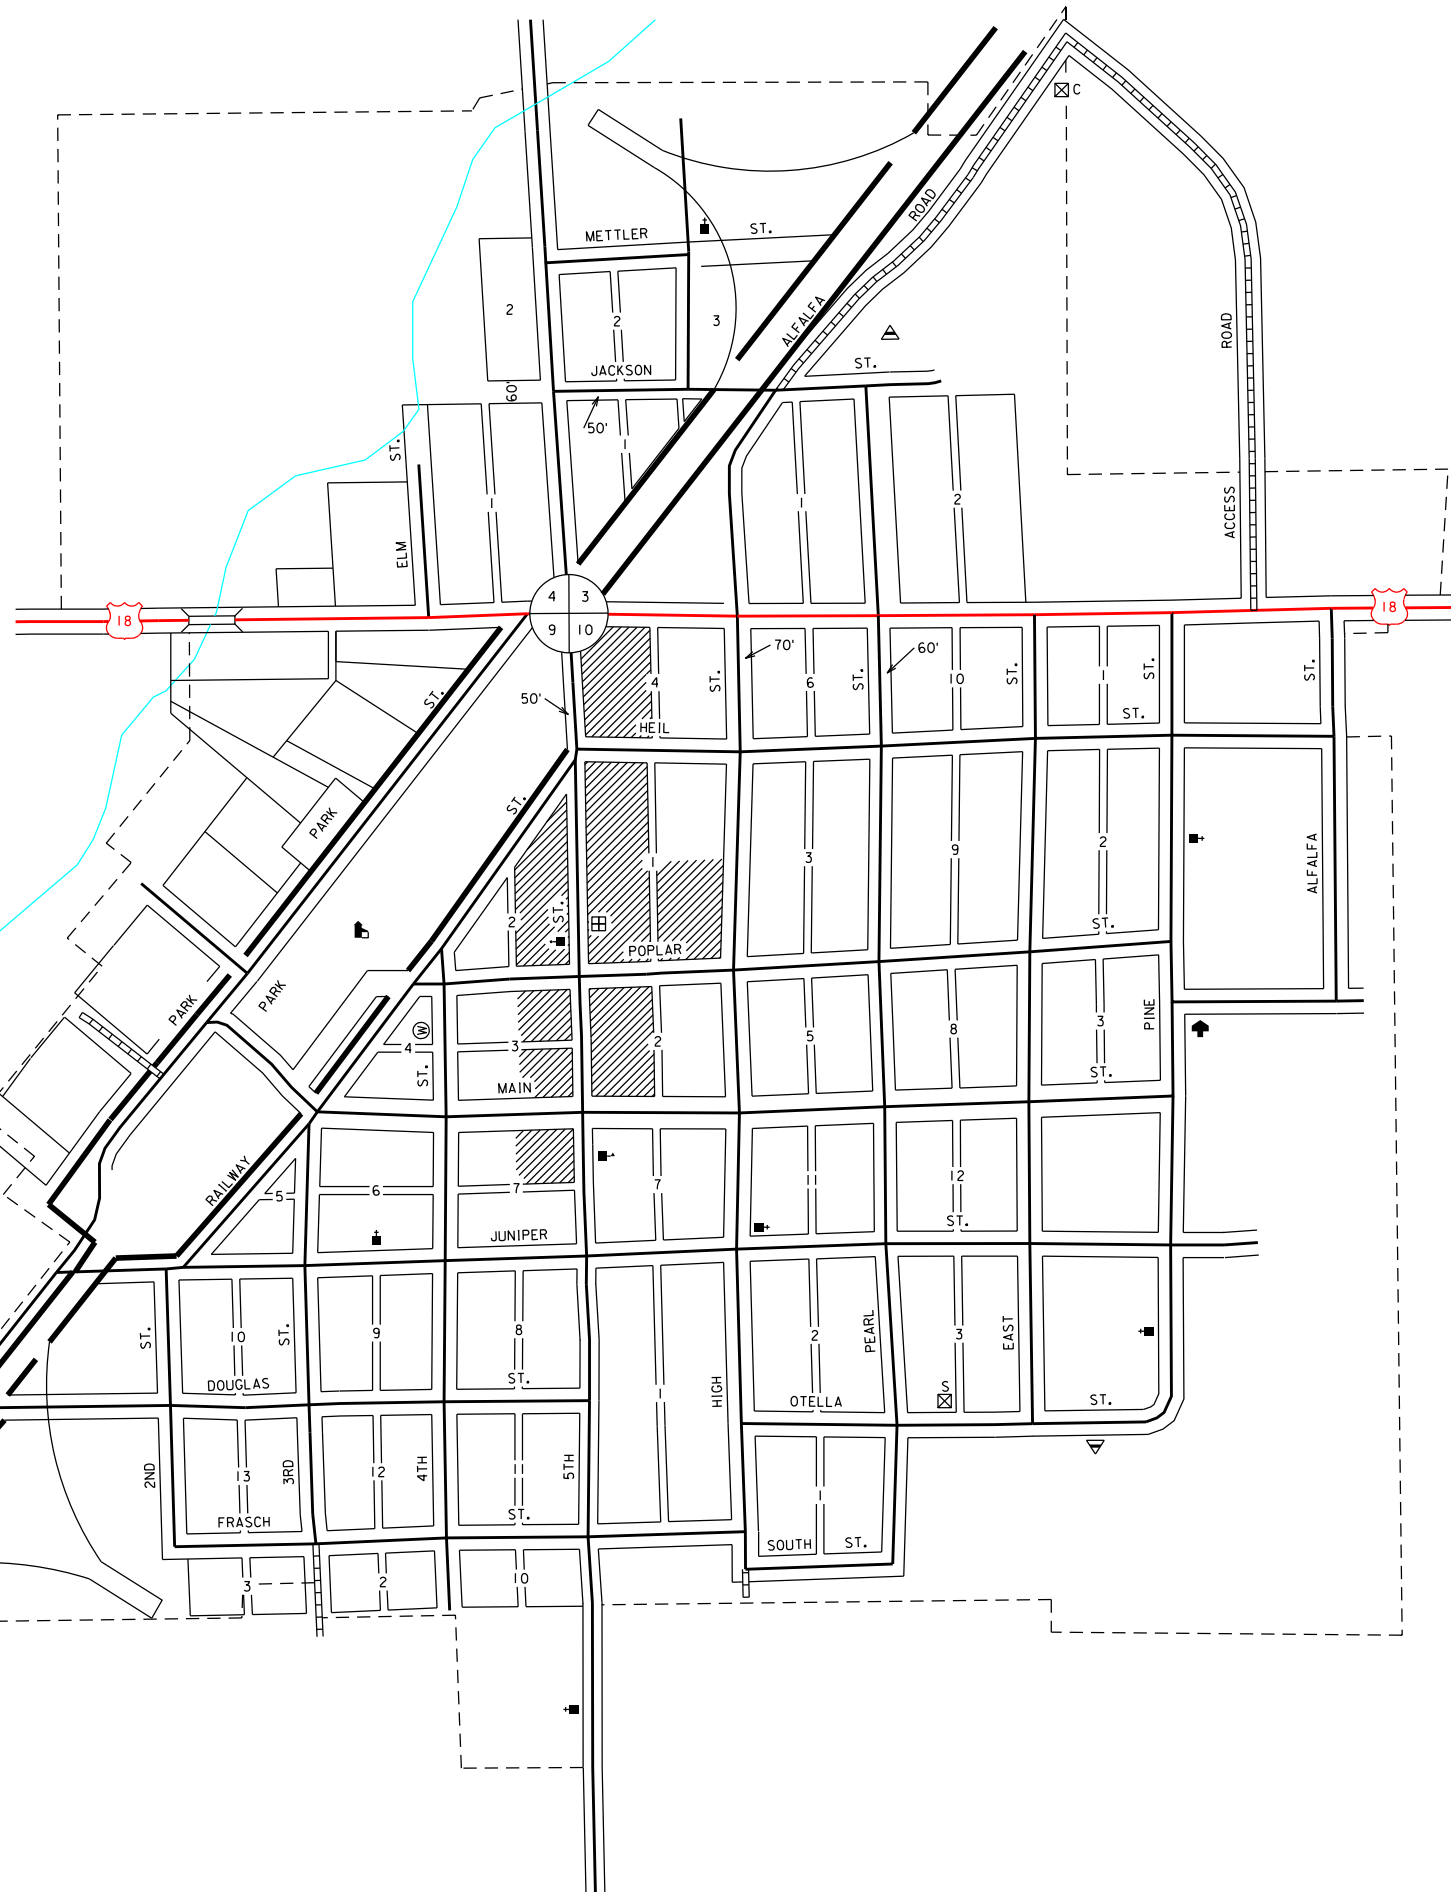 C
ROAD
METTLER ST.
2
2
3
ALFALFA
ROAD
ST.
JACKSON
60'
50'
ST.
1
1
1
2
ACCESS
ELM
4 3
9 10
18
18
70'
60'
50'
ST.
4
ST.
6
ST.
10
ST.
1
ST.
ST.
ST.
HEIL
PARK
ST.
1
3
9
2
ALFALFA
2
ST.
POPLAR
ST.
PARK
PARK
W
4
ST.
3
2
5
8
3
PINE
MAIN
ST.
RAILWAY
5
6
7
7
11
12
JUNIPER
ST.
ST.
10
ST.
9
8
2
PEARL
3
EAST
DOUGLAS
ST.
1
HIGH
OTELLA
S
ST.
2ND
13
3RD
12
4TH
11
5TH
1
FRASCH
ST.
SOUTH ST.
3
2
10